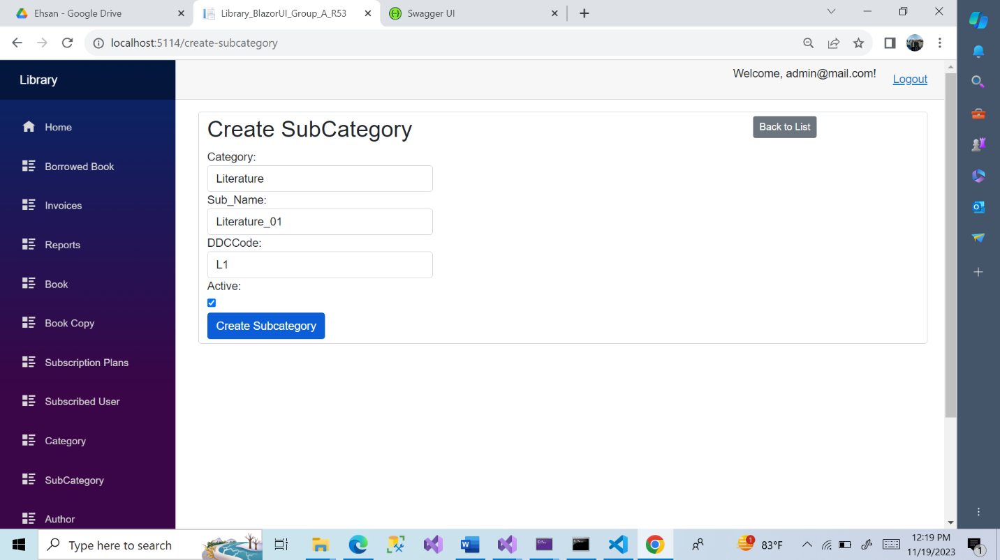 Ehsan - Google Drive
Library_BlazorUI_Group_A_R53
Swagger UI
localhost:5114/create-subcategory
Library
Welcome, admin@mail.com!
Logout
Home
Borrowed Book
Invoices
Reports
Book
Book Copy
Subscription Plans
Subscribed User
Category
SubCategory
Author
Create SubCategory
Back to List
Category:
Literature
Sub_Name:
Literature_01
DDCCode:
L1
Active:
Create Subcategory
Type here to search
1
83°F
12:19 PM
11/19/2023
1